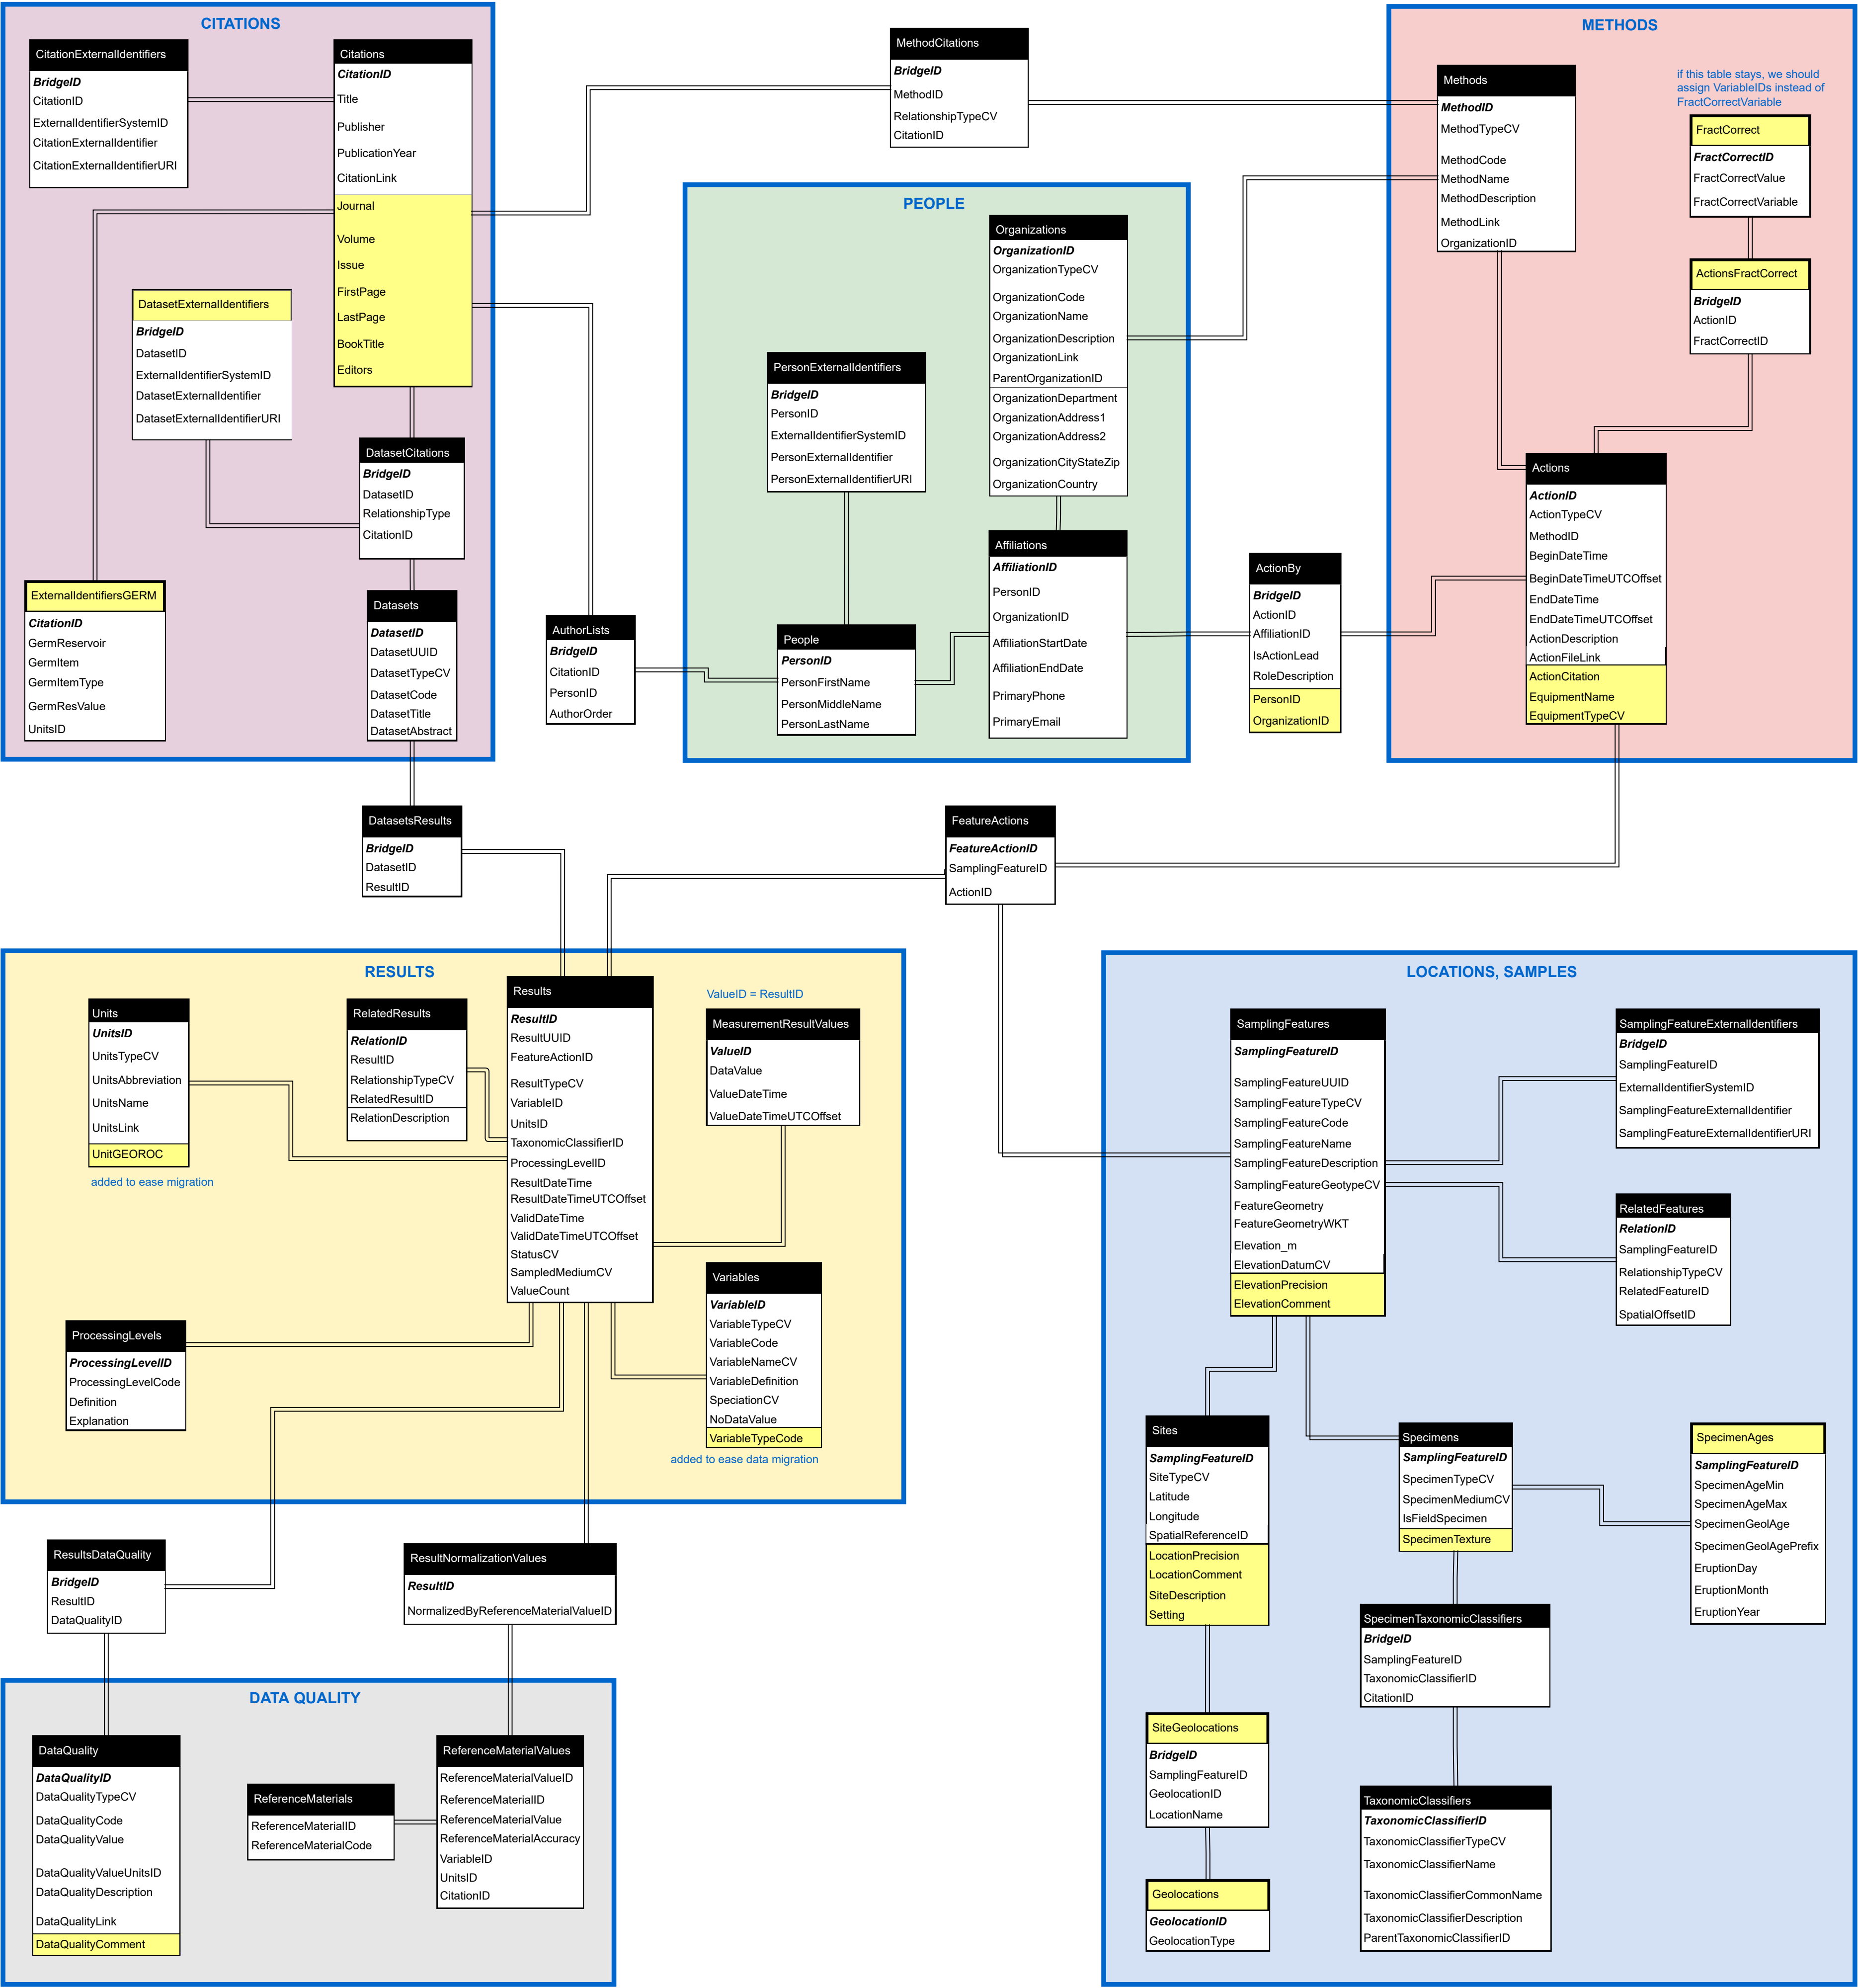 CITATIONS
CitationExternalIdentifiers
BridgeID
CitationID
ExternalIdentifierSystemID
CitationExternalIdentifier
CitationExternalIdentifierURI
Citations
CitationID
Title
Publisher
PublicationYear
CitationLink
Journal
Volume
Issue
FirstPage
LastPage
BookTitle
Editors
DatasetExternalIdentifiers
BridgeID
DatasetID
ExternalIdentifierSystemID
DatasetExternalIdentifier
DatasetExternalIdentifierURI
DatasetCitations
BridgeID
DatasetID
RelationshipType
CitationID
ExternalIdentifiersGERM
CitationID
GermReservoir
GermItem
GermItemType
GermResValue
UnitsID
Datasets
DatasetID
DatasetUUID
DatasetTypeCV
DatasetCode
DatasetTitle
DatasetAbstract
MethodCitations
BridgeID
MethodID
RelationshipTypeCV
CitationID
AuthorLists
BridgeID
CitationID
PersonID
AuthorOrder
PEOPLE
Organizations
OrganizationID
OrganizationTypeCV
OrganizationCode
OrganizationName
OrganizationDescription
OrganizationLink
ParentOrganizationID
OrganizationDepartment
OrganizationAddress1
OrganizationAddress2
OrganizationCityStateZip
OrganizationCountry
PersonExternalIdentifiers
BridgeID
PersonID
ExternalIdentifierSystemID
PersonExternalIdentifier
PersonExternalIdentifierURI
Affiliations
AffiliationID
PersonID
OrganizationID
AffiliationStartDate
AffiliationEndDate
PrimaryPhone
PrimaryEmail
People
PersonID
PersonFirstName
PersonMiddleName
PersonLastName
ActionBy
BridgeID
ActionID
AffiliationID
IsActionLead
RoleDescription
PersonID
OrganizationID
METHODS
Methods
MethodID
MethodTypeCV
MethodCode
MethodName
MethodDescription
MethodLink
OrganizationID
if this table stays, we should
assign VariableIDs instead of
FractCorrectVariable
FractCorrect
FractCorrectID
FractCorrectValue
FractCorrectVariable
ActionsFractCorrect
BridgeID
ActionID
FractCorrectID
Actions
ActionID
ActionTypeCV
MethodID
BeginDateTime
BeginDateTimeUTCOffset
EndDateTime
EndDateTimeUTCOffset
ActionDescription
ActionFileLink
ActionCitation
EquipmentName
EquipmentTypeCV
DatasetsResults
BridgeID
DatasetID
ResultID
FeatureActions
FeatureActionID
SamplingFeatureID
ActionID
RESULTS
Units
UnitsID
UnitsTypeCV
UnitsAbbreviation
UnitsName
UnitsLink
UnitGEOROC
added to ease migration
RelatedResults
RelationID
ResultID
RelationshipTypeCV
RelatedResultID
RelationDescription
Results
ResultID
ResultUUID
FeatureActionID
ResultTypeCV
VariableID
UnitsID
TaxonomicClassifierID
ProcessingLevelID
ResultDateTime
ResultDateTimeUTCOffset
ValidDateTime
ValidDateTimeUTCOffset
StatusCV
SampledMediumCV
ValueCount
ValueID = ResultID
MeasurementResultValues
ValueID
DataValue
ValueDateTime
ValueDateTimeUTCOffset
Variables
VariableID
VariableTypeCV
VariableCode
VariableNameCV
VariableDefinition
SpeciationCV
NoDataValue
VariableTypeCode
added to ease data migration
ProcessingLevels
ProcessingLevelID
ProcessingLevelCode
Definition
Explanation
ResultsDataQuality
BridgeID
ResultID
DataQualityID
ResultNormalizationValues
ResultID
NormalizedByReferenceMaterialValueID
DATA QUALITY
DataQuality
DataQualityID
DataQualityTypeCV
DataQualityCode
DataQualityValue
DataQualityValueUnitsID
DataQualityDescription
DataQualityLink
DataQualityComment
ReferenceMaterials
ReferenceMaterialID
ReferenceMaterialCode
ReferenceMaterialValues
ReferenceMaterialValueID
ReferenceMaterialID
ReferenceMaterialValue
ReferenceMaterialAccuracy
VariableID
UnitsID
CitationID
LOCATIONS, SAMPLES
SamplingFeatures
SamplingFeatureID
SamplingFeatureUUID
SamplingFeatureTypeCV
SamplingFeatureCode
SamplingFeatureName
SamplingFeatureDescription
SamplingFeatureGeotypeCV
FeatureGeometry
FeatureGeometryWKT
Elevation_m
ElevationDatumCV
ElevationPrecision
ElevationComment
SamplingFeatureExternalIdentifiers
BridgeID
SamplingFeatureID
ExternalIdentifierSystemID
SamplingFeatureExternalIdentifier
SamplingFeatureExternalIdentifierURI
RelatedFeatures
RelationID
SamplingFeatureID
RelationshipTypeCV
RelatedFeatureID
SpatialOffsetID
Sites
SamplingFeatureID
SiteTypeCV
Latitude
Longitude
SpatialReferenceID
LocationPrecision
LocationComment
SiteDescription
Setting
Specimens
SamplingFeatureID
SpecimenTypeCV
SpecimenMediumCV
IsFieldSpecimen
SpecimenTexture
SpecimenAges
SamplingFeatureID
SpecimenAgeMin
SpecimenAgeMax
SpecimenGeolAge
SpecimenGeolAgePrefix
EruptionDay
EruptionMonth
EruptionYear
SpecimenTaxonomicClassifiers
BridgeID
SamplingFeatureID
TaxonomicClassifierID
CitationID
SiteGeolocations
BridgeID
SamplingFeatureID
GeolocationID
LocationName
Geolocations
GeolocationID
GeolocationType
TaxonomicClassifiers
TaxonomicClassifierID
TaxonomicClassifierTypeCV
TaxonomicClassifierName
TaxonomicClassifierCommonName
TaxonomicClassifierDescription
ParentTaxonomicClassifierID